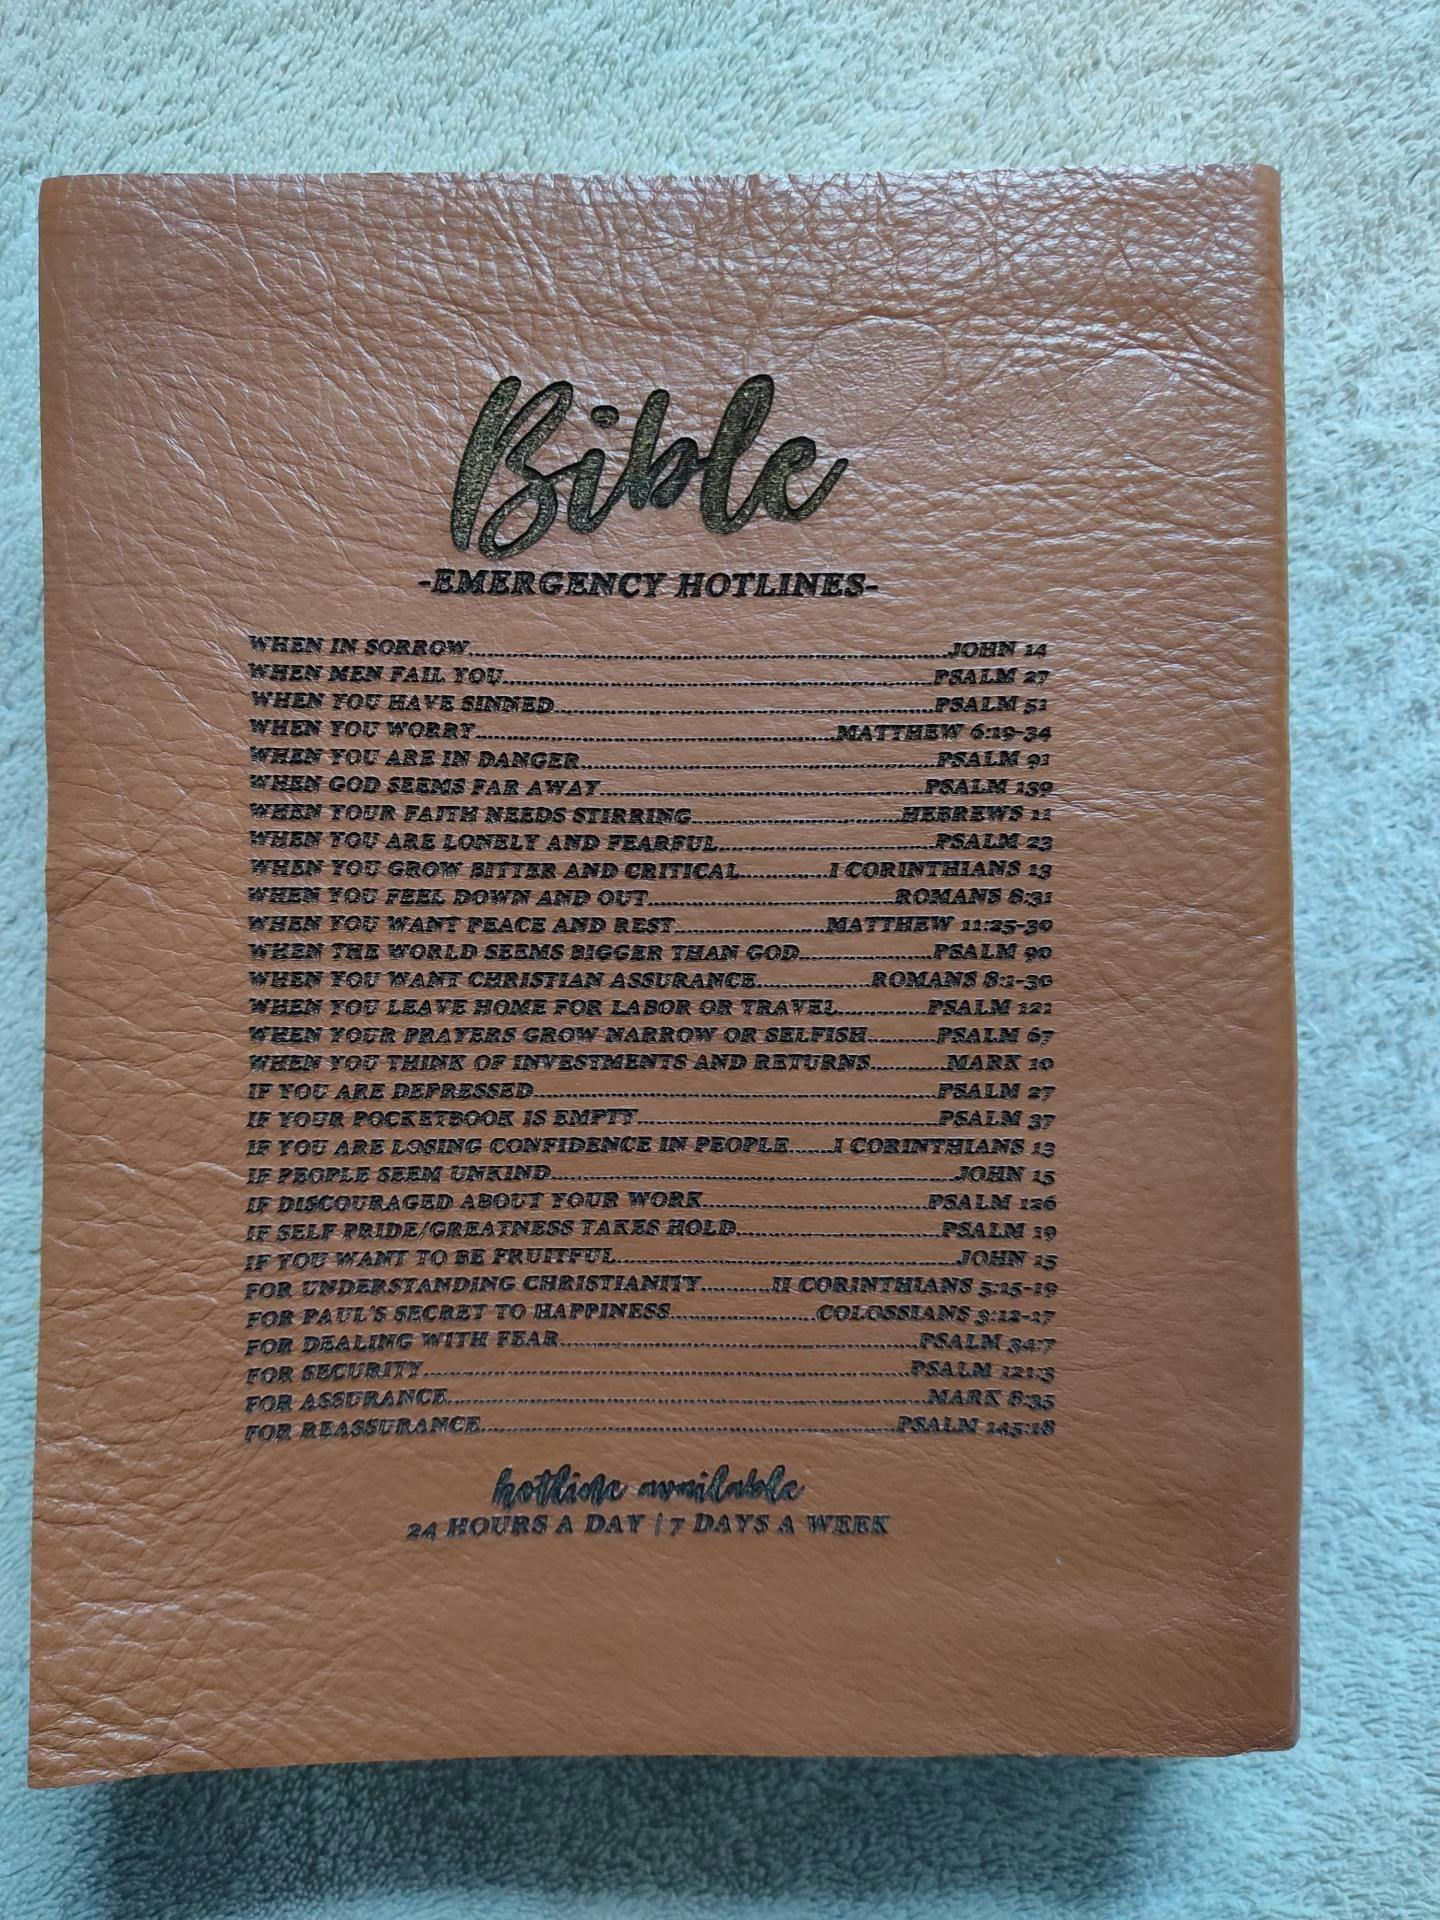 Bible
-EMERGENCY HOTLINES-
WHEN IN SORROW..........JOHN 14
WHEN MEN FAIL YOU..........PSALM 27
WHEN YOU HAVE SINNED..........PSALM 51
WHEN YOU WORRY..........MATTHEW 6:19-34
WHEN YOU ARE IN DANGER..........PSALM 91
WHEN GOD SEEMS FAR AWAY..........PSALM 139
WHEN YOUR FAITH NEEDS STIRRING..........HEBREWS 11
WHEN YOU ARE LONELY AND FEARFUL..........PSALM 23
WHEN YOU GROW BITTER AND CRITICAL..........I CORINTHIANS 13
WHEN YOU FEEL DOWN AND OUT..........ROMANS 8:31
WHEN YOU WANT PEACE AND REST..........MATTHEW 11:25-30
WHEN THE WORLD SEEMS BIGGER THAN GOD..........PSALM 90
WHEN YOU WANT CHRISTIAN ASSURANCE..........ROMANS 8:1-30
WHEN YOU LEAVE HOME FOR LABOR OR TRAVEL..........PSALM 121
WHEN YOUR PRAYERS GROW NARROW OR SELFISH..........PSALM 67
WHEN YOU THINK OF INVESTMENTS AND RETURNS..........MARK 10
IF YOU ARE DEPRESSED..........PSALM 27
IF YOUR POCKETBOOK IS EMPTY..........PSALM 37
IF YOU ARE LOSING CONFIDENCE IN PEOPLE.......I CORINTHIANS 13
IF PEOPLE SEEM UNKIND..........JOHN 15
IF DISCOURAGED ABOUT YOUR WORK..........PSALM 126
IF SELF PRIDE/GREATNESS TAKES HOLD..........PSALM 19
IF YOU WANT TO BE FRUITFUL..........JOHN 15
FOR UNDERSTANDING CHRISTIANITY..........II CORINTHIANS 5:15-19
FOR PAUL'S SECRET TO HAPPINESS..........COLOSSIANS 3:12-17
FOR DEALING WITH FEAR..........PSALM 34:7
FOR SECURITY..........PSALM 121:3
FOR ASSURANCE..........MARK 8:35
FOR REASSURANCE..........PSALM 145:18
hotline available
24 HOURS A DAY | 7 DAYS A WEEK